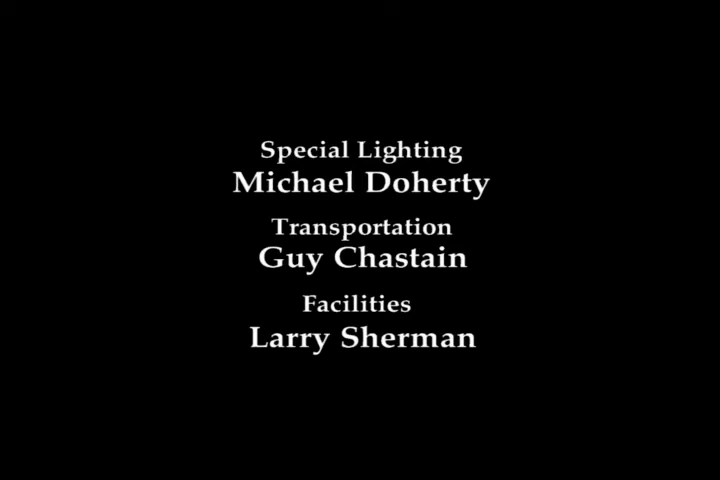 Special Lighting
Michael Doherty
Transportation
Guy Chastain
Facilities
Larry Sherman